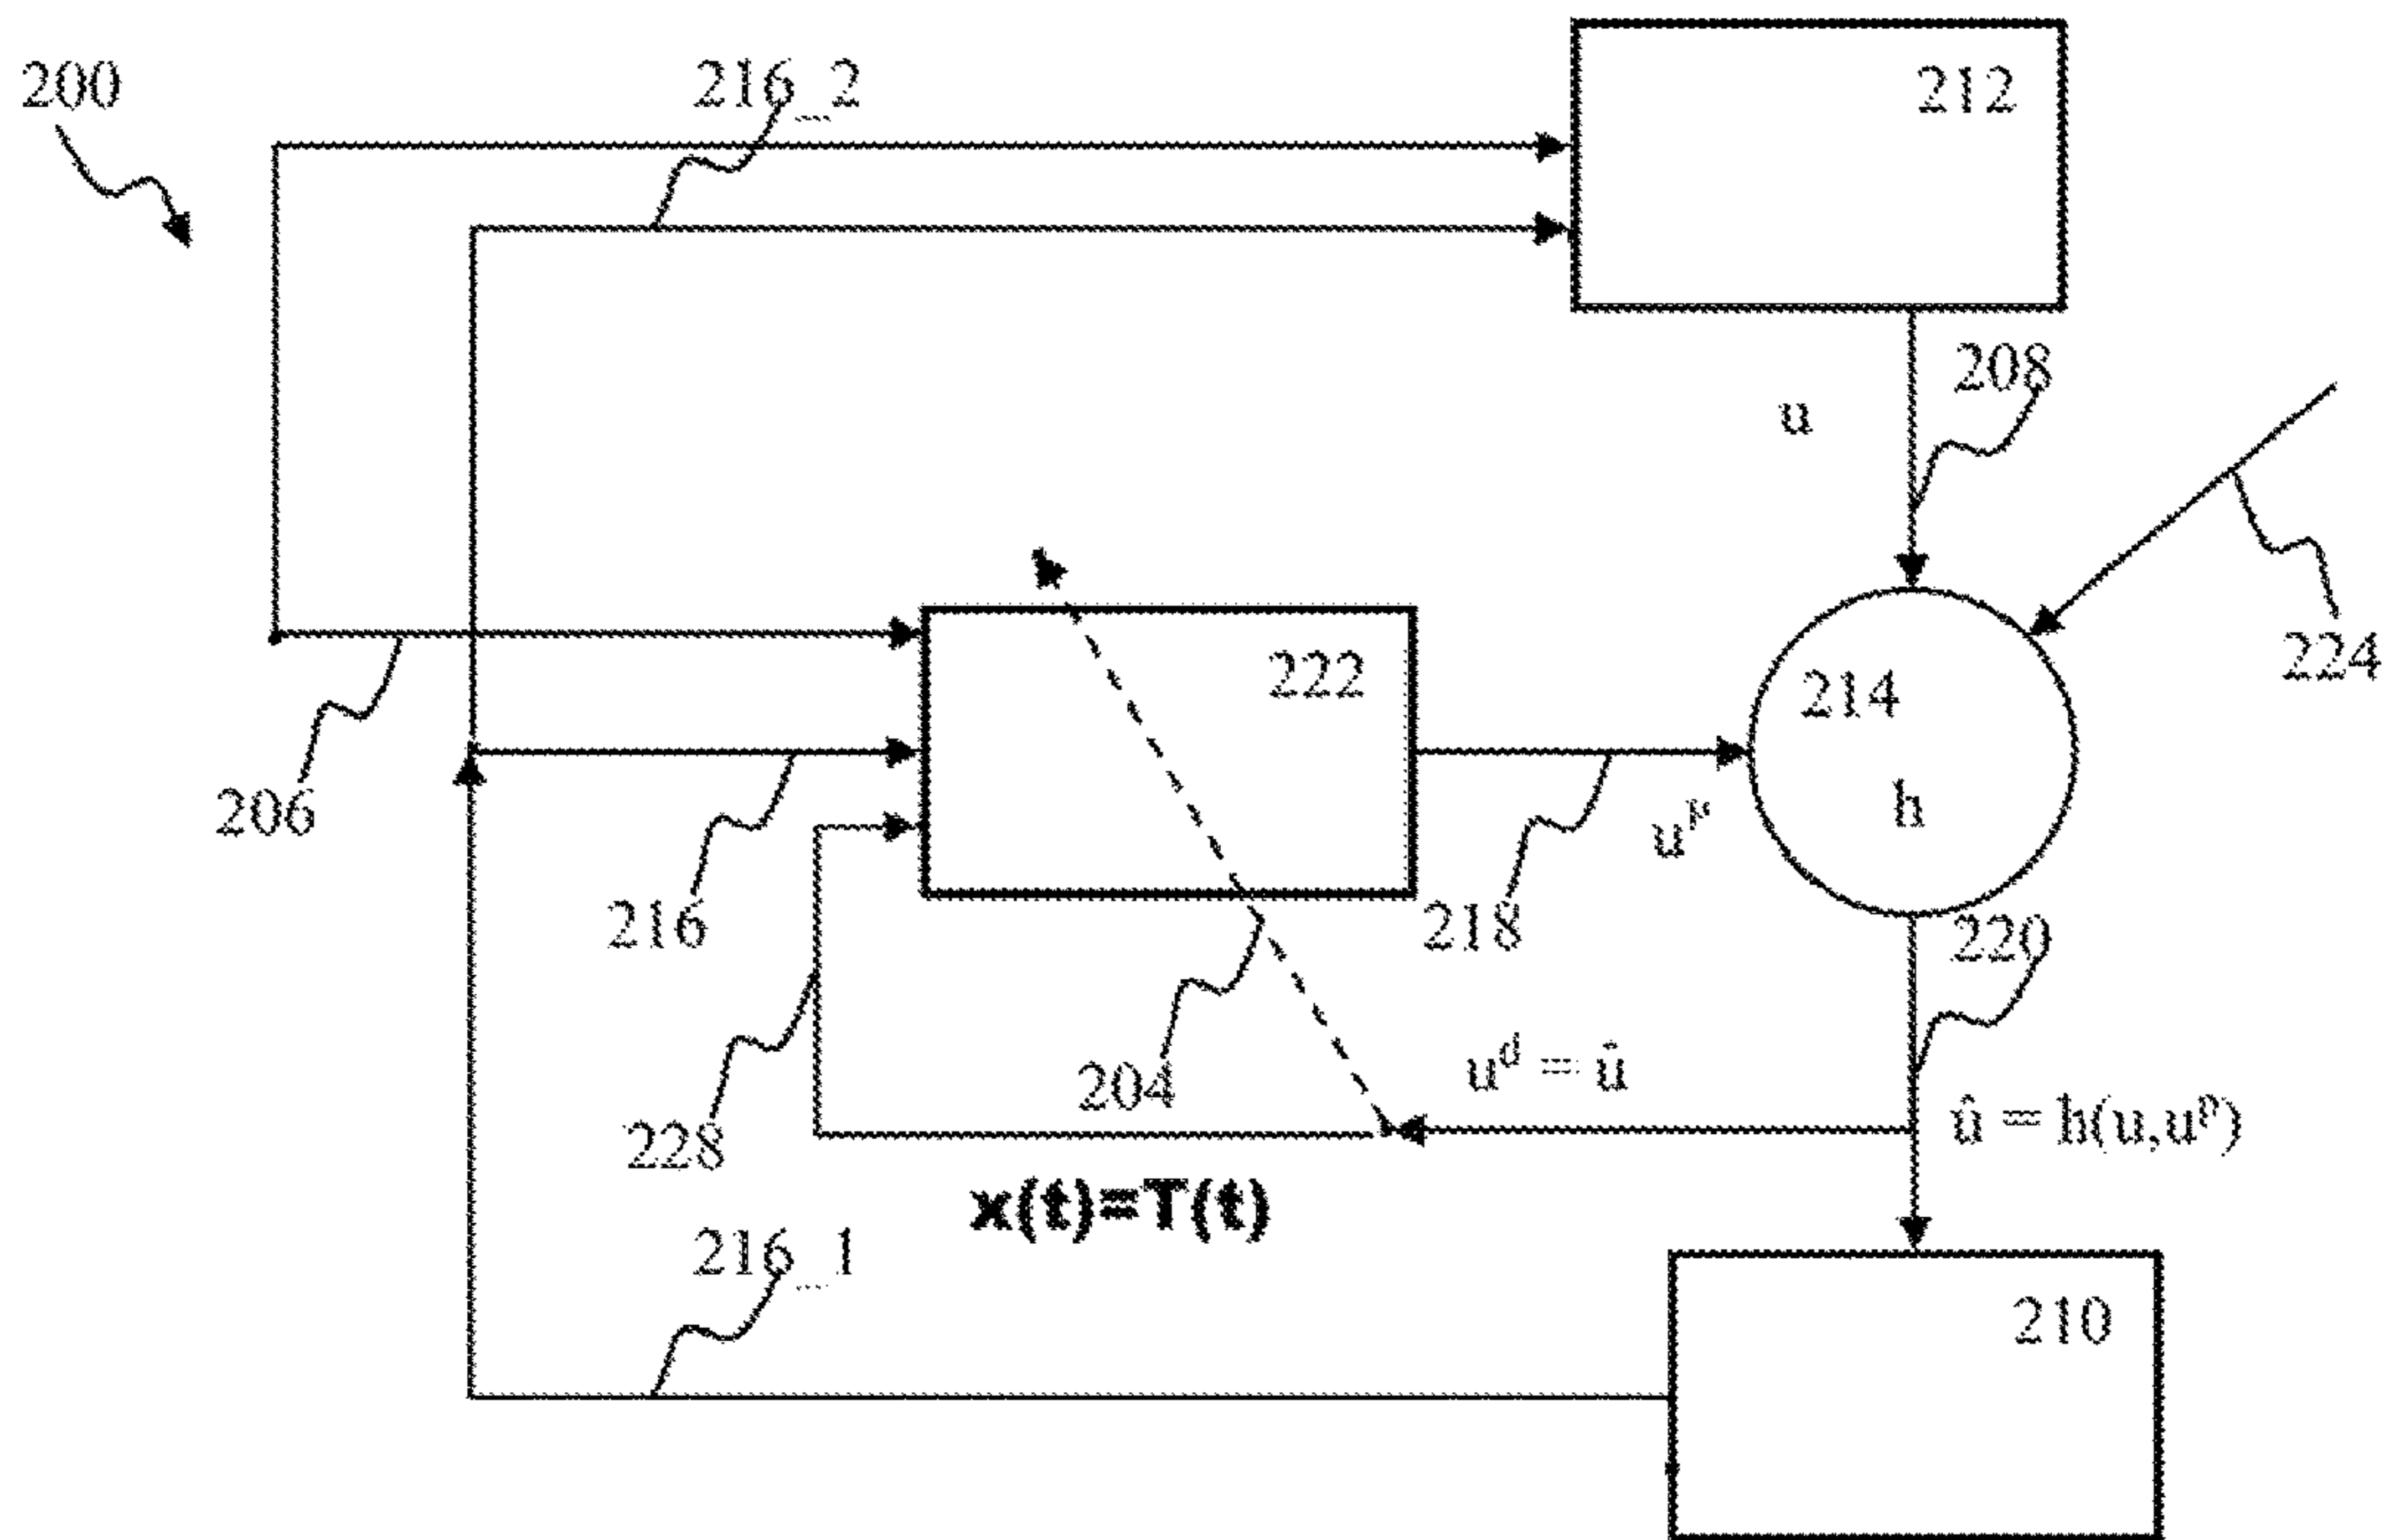 200
216_2
212
208
u
224
222
214
h
206
216
218
u^p
220
204
u^d = û
228
û = h(u,u^p)
x(t)=T(t)
216_1
210